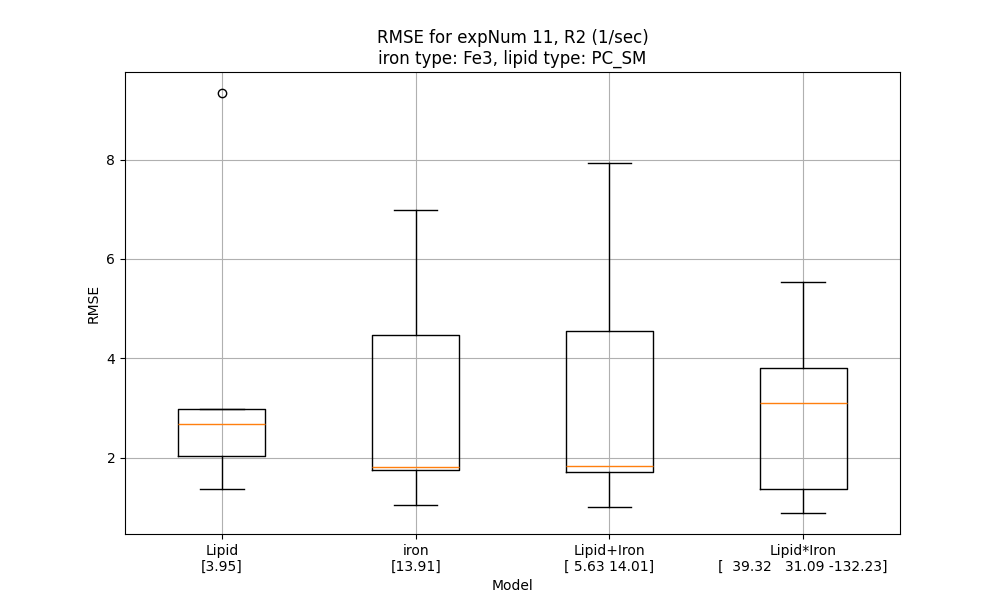 RMSE for expNum 11, R2 (1/sec)
iron type: Fe3, lipid type: PC_SM
8
6
4
2
RMSE
Lipid
[3.95]
iron
[13.91]
Lipid+Iron
[ 5.63 14.01]
Lipid*Iron
[  39.32   31.09 -132.23]
Model